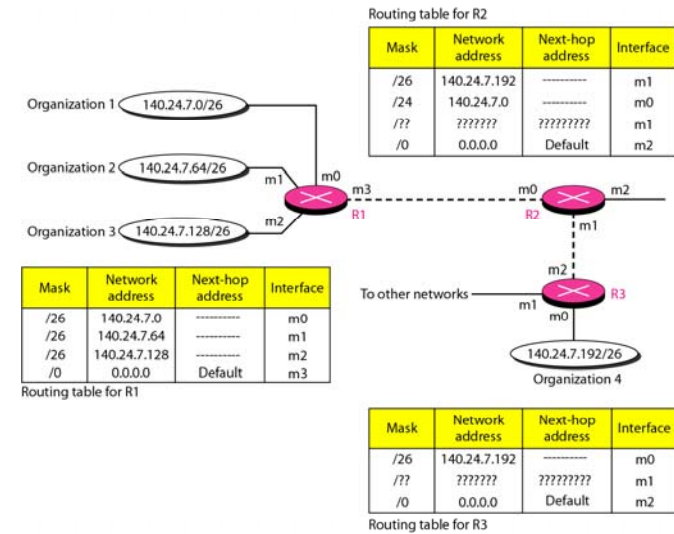 Routing table for R2
Mask Network address Next-hop address Interface
/26 140.24.7.192 ---------- m1
/24 140.24.7.0 ---------- m0
/?? ??????? ????????? m1
/0 0.0.0.0 Default m2
Organization 1 140.24.7.0/26
Organization 2 140.24.7.64/26
Organization 3 140.24.7.128/26
m0
m1
m2
m3
R1
m0
R2
m2
m1
m2
To other networks
m1
R3
m0
140.24.7.192/26
Organization 4
Mask Network address Next-hop address Interface
/26 140.24.7.0 ---------- m0
/26 140.24.7.64 ---------- m1
/26 140.24.7.128 ---------- m2
/0 0.0.0.0 Default m3
Routing table for R1
Mask Network address Next-hop address Interface
/26 140.24.7.192 ---------- m0
/?? ??????? ????????? m1
/0 0.0.0.0 Default m2
Routing table for R3